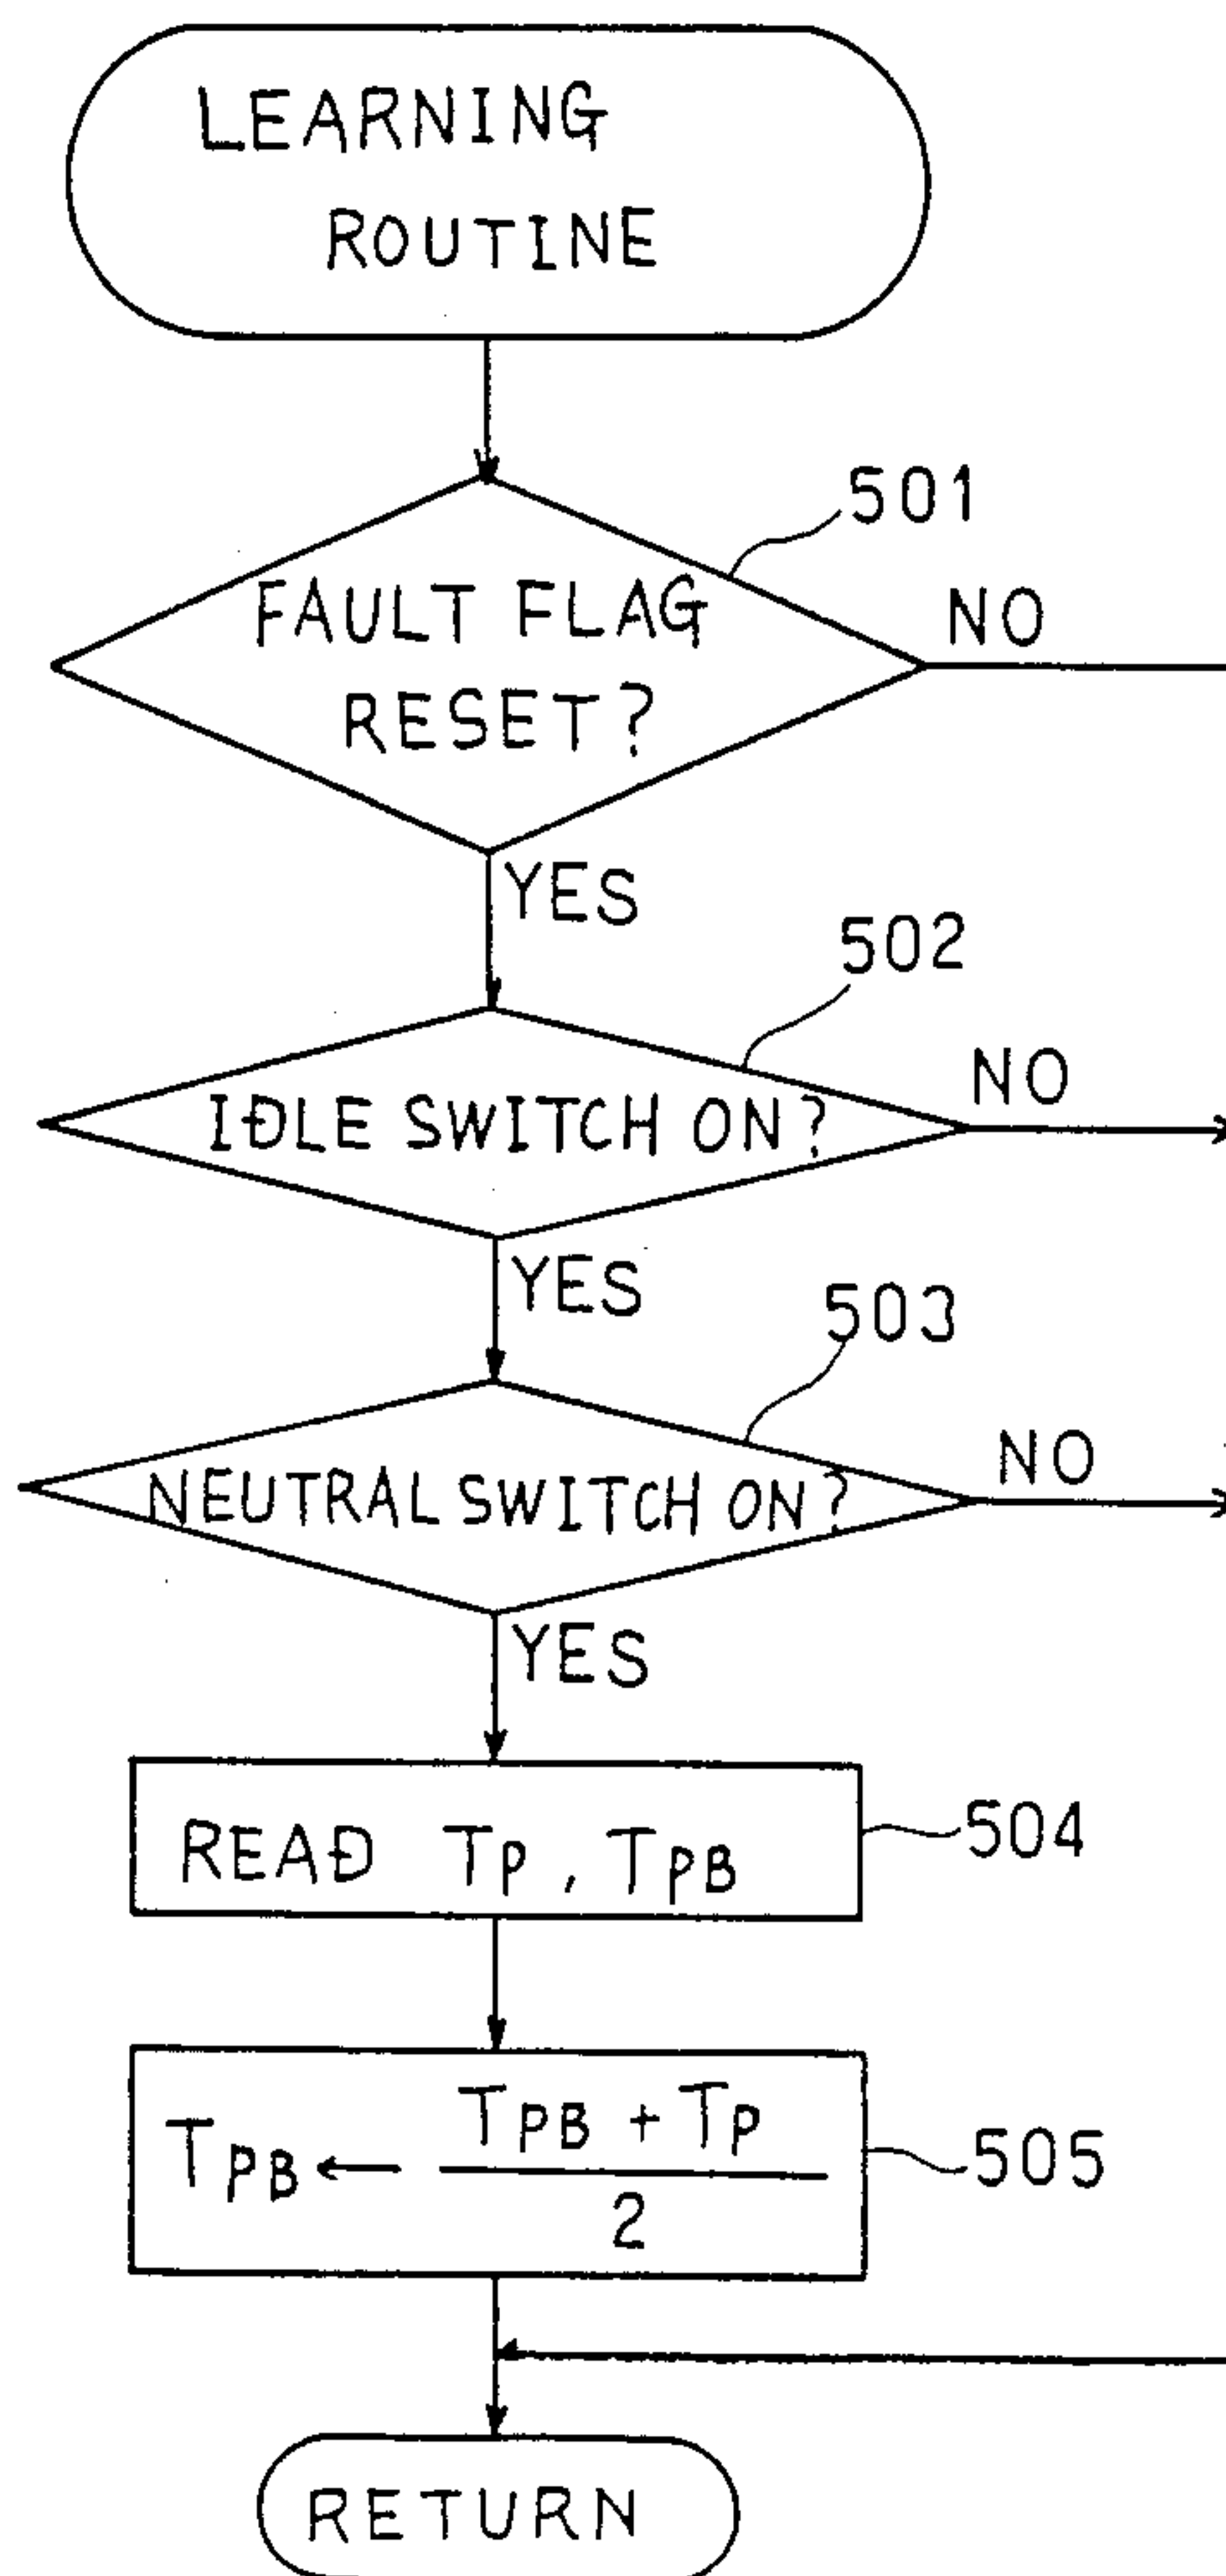 LEARNING
ROUTINE
501
FAULT FLAG
RESET?
NO
YES
502
IDLE SWITCH ON?
NO
YES
503
NEUTRAL SWITCH ON?
NO
YES
READ TP, TPB
504
TPB ← TPB + TP / 2
505
RETURN